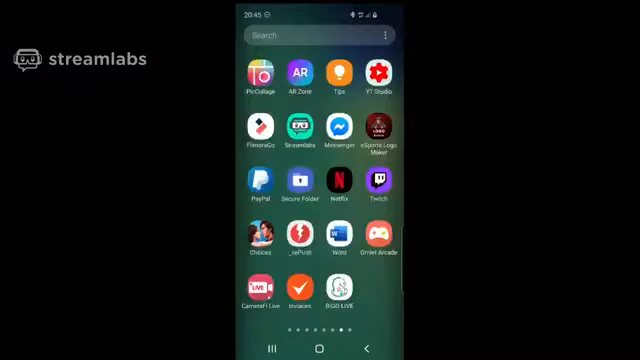 20:45
Search
streamlabs
PicCollage
AR Zone
Tips
YT Studio
FilmoraGo
Streamlabs
Messenger
eSports Logo
Maker
PayPal
Secure Folder
Netflix
Twitch
Choices
_ePush
Word
Omlet Arcade
CameraFi Live
Invoices
BIGO LIVE